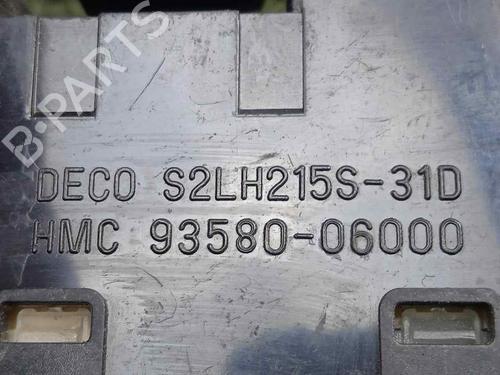 B-PARTS
DECO S2LH215S-31D
HMC 93580-06000